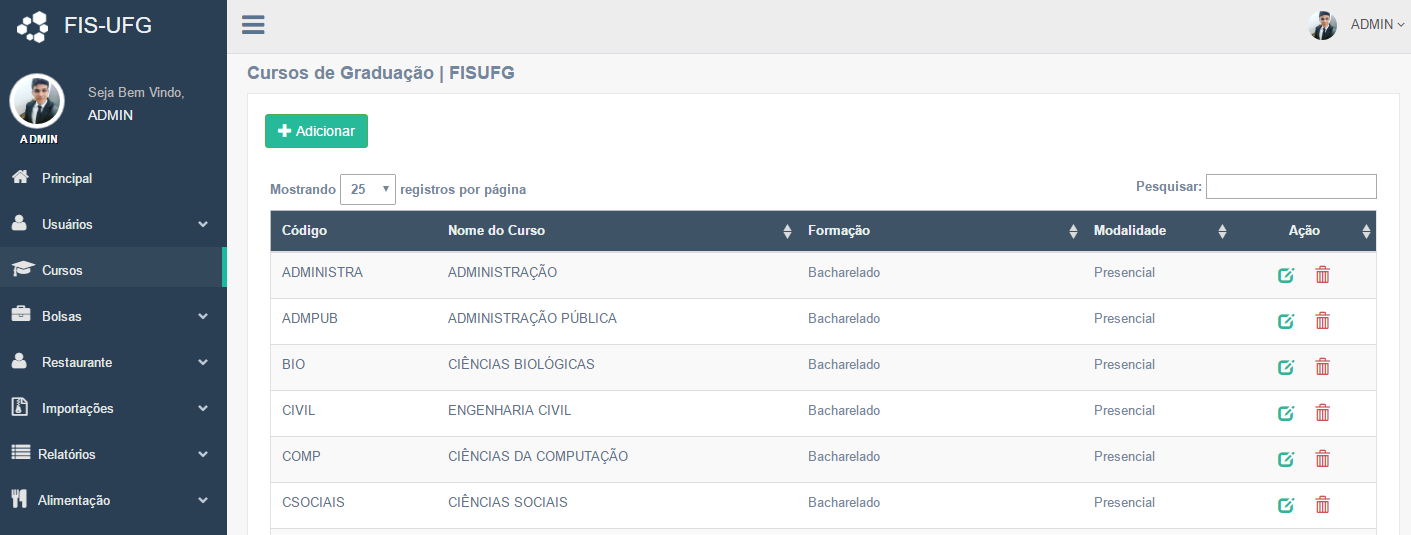 FIS-UFG
ADMIN
Seja Bem Vindo,
ADMIN
ADMIN
Principal
Usuários
Cursos
Bolsas
Restaurante
Importações
Relatórios
Alimentação
Cursos de Graduação | FISUFG
Adicionar
Mostrando 25 registros por página
Pesquisar:
Código Nome do Curso Formação Modalidade Ação
ADMINISTRA ADMINISTRAÇÃO Bacharelado Presencial
ADMPUB ADMINISTRAÇÃO PÚBLICA Bacharelado Presencial
BIO CIÊNCIAS BIOLÓGICAS Bacharelado Presencial
CIVIL ENGENHARIA CIVIL Bacharelado Presencial
COMP CIÊNCIAS DA COMPUTAÇÃO Bacharelado Presencial
CSOCIAIS CIÊNCIAS SOCIAIS Bacharelado Presencial